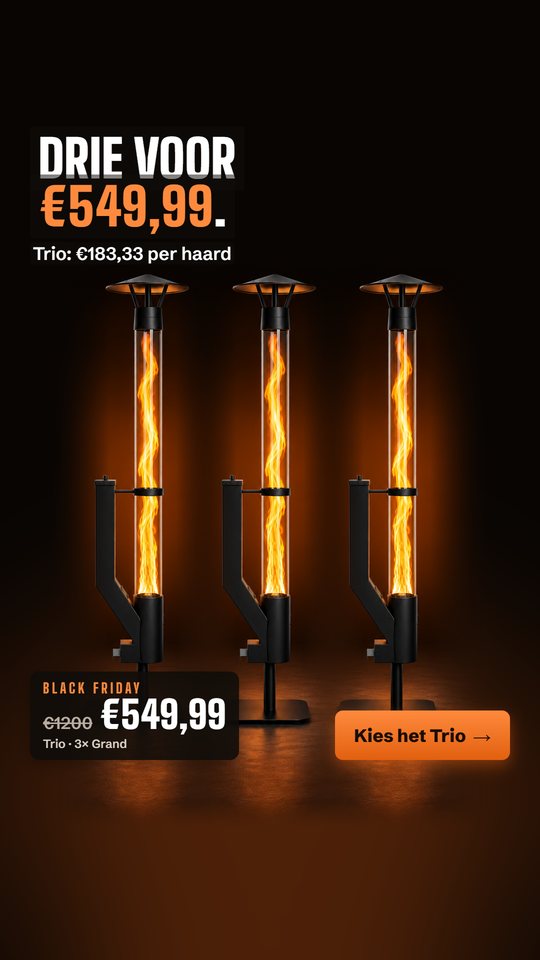 DRIE VOOR
€549,99.
Trio: €183,33 per haard
BLACK FRIDAY
€1200 €549,99
Trio · 3× Grand
Kies het Trio →